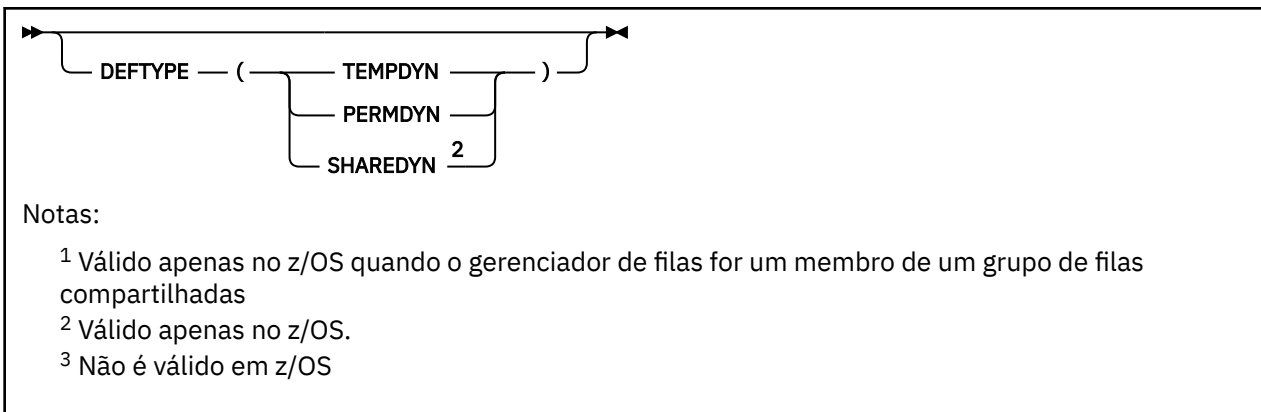 DEFTYPE ( TEMPDYN )
PERMDYN
SHAREDYN 2
Notas:
1 Válido apenas no z/OS quando o gerenciador de filas for um membro de um grupo de filas
compartilhadas
2 Válido apenas no z/OS.
3 Não é válido em z/OS